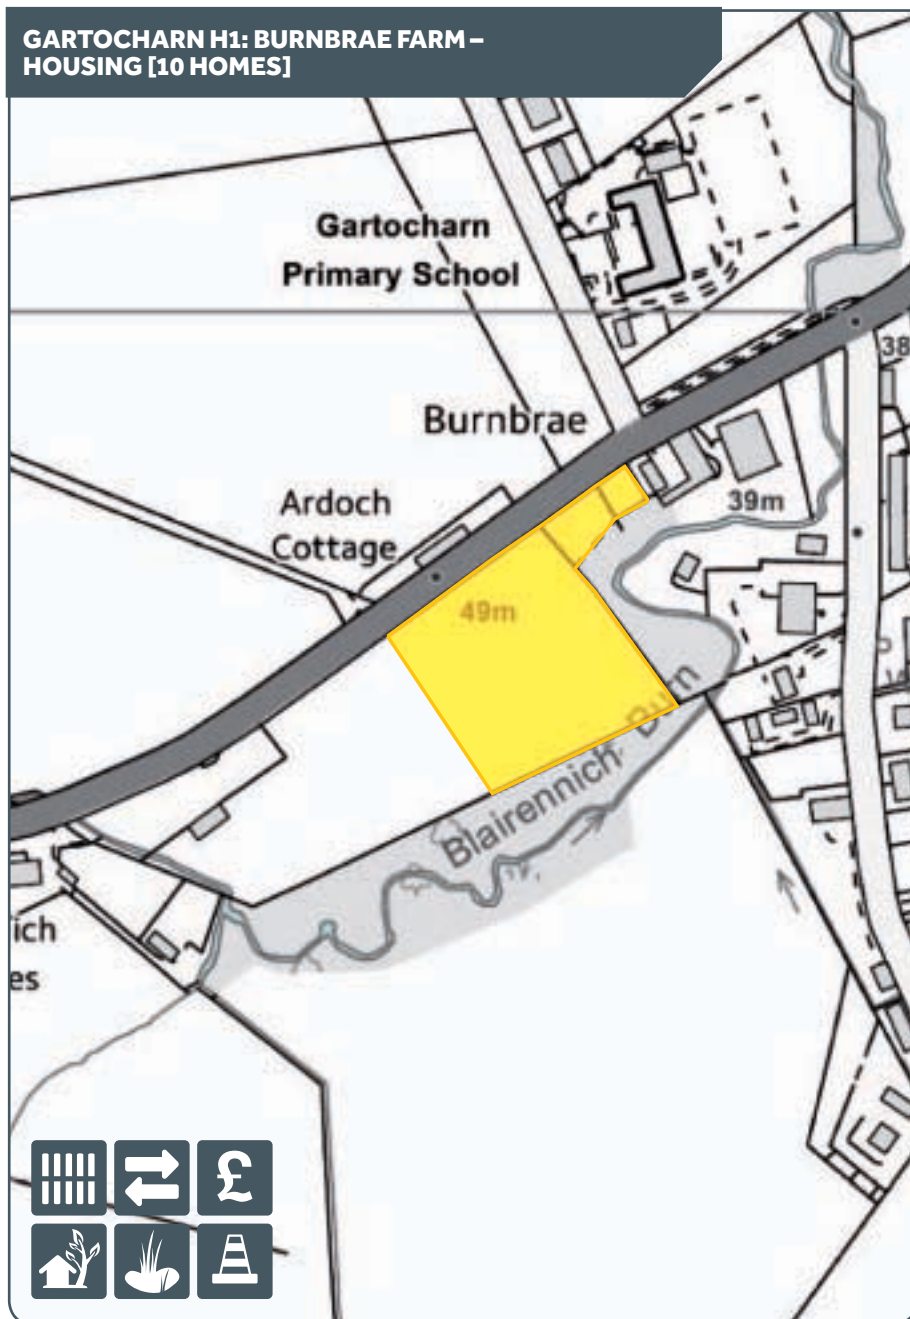 GARTOCHARN H1: BURNBRAE FARM –
HOUSING [10 HOMES]
Gartocharn
Primary School
38
Burnbrae
Ardoch
Cottage
39m
49m
Blairennich Burn
ich
es
£